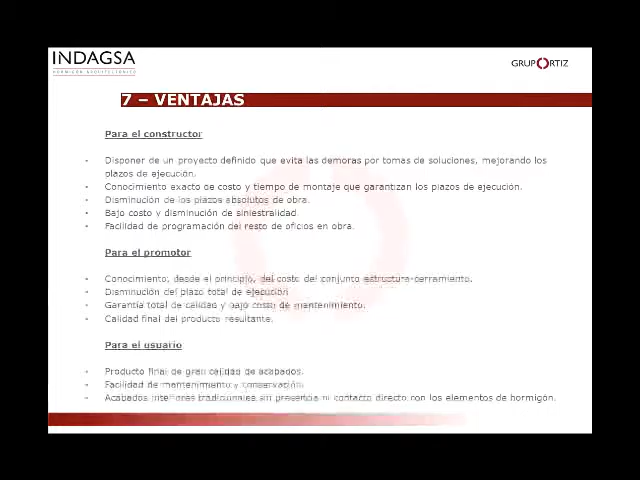 INDAGSA
HORMIGÓN ARQUITECTÓNICO
GRUPO ORTIZ
7 – VENTAJAS
Para el constructor
- Disponer de un proyecto definido que evita las demoras por tomas de soluciones, mejorando los
plazos de ejecución.
- Conocimiento exacto de costo y tiempo de montaje que garantizan los plazos de ejecución.
- Disminución de los plazos absolutos de obra.
- Bajo costo y disminución de siniestralidad.
- Facilidad de programación del resto de oficios en obra.
Para el promotor
- Conocimiento, desde el principio, del costo del conjunto estructura-cerramiento.
- Disminución del plazo total de ejecución
- Garantía total de calidad y bajo costo de mantenimiento.
- Calidad final del producto resultante.
Para el usuario
- Producto final de gran calidad de acabados.
- Facilidad de mantenimiento y conservación.
- Acabados interiores tradicionales sin presencia ni contacto directo con los elementos de hormigón.